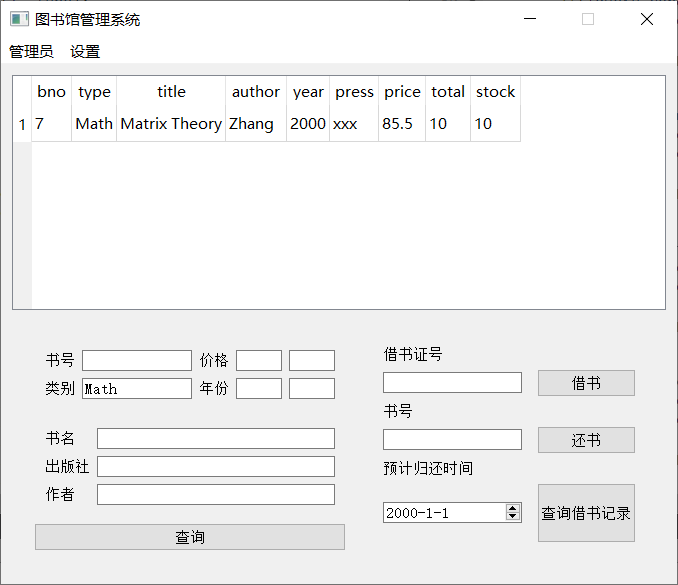 图书馆管理系统
管理员 设置
bno type title author year press price total stock
1 7 Math Matrix Theory Zhang 2000 xxx 85.5 10 10
书号 价格
类别 Math 年份
书名
出版社
作者
查询
借书证号
借书
书号
还书
预计归还时间
2000-1-1
查询借书记录